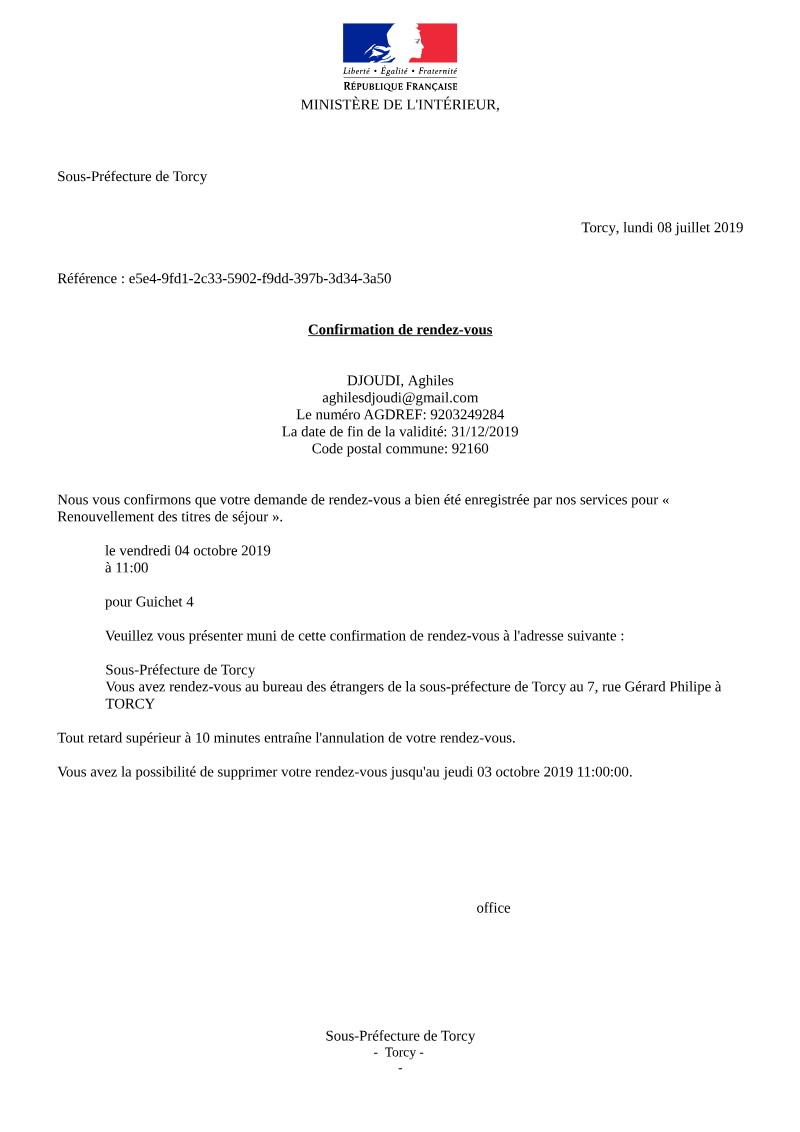 Liberté • Égalité • Fraternité
RÉPUBLIQUE FRANÇAISE
MINISTÈRE DE L'INTÉRIEUR,
Sous-Préfecture de Torcy
Torcy, lundi 08 juillet 2019
Référence : e5e4-9fd1-2c33-5902-f9dd-397b-3d34-3a50
Confirmation de rendez-vous
DJOUDI, Aghiles
aghilesdjoudi@gmail.com
Le numéro AGDREF: 9203249284
La date de fin de la validité: 31/12/2019
Code postal commune: 92160
Nous vous confirmons que votre demande de rendez-vous a bien été enregistrée par nos services pour «
Renouvellement des titres de séjour ».
le vendredi 04 octobre 2019
à 11:00
pour Guichet 4
Veuillez vous présenter muni de cette confirmation de rendez-vous à l'adresse suivante :
Sous-Préfecture de Torcy
Vous avez rendez-vous au bureau des étrangers de la sous-préfecture de Torcy au 7, rue Gérard Philipe à
TORCY
Tout retard supérieur à 10 minutes entraîne l'annulation de votre rendez-vous.
Vous avez la possibilité de supprimer votre rendez-vous jusqu'au jeudi 03 octobre 2019 11:00:00.
office
Sous-Préfecture de Torcy
- Torcy -
-